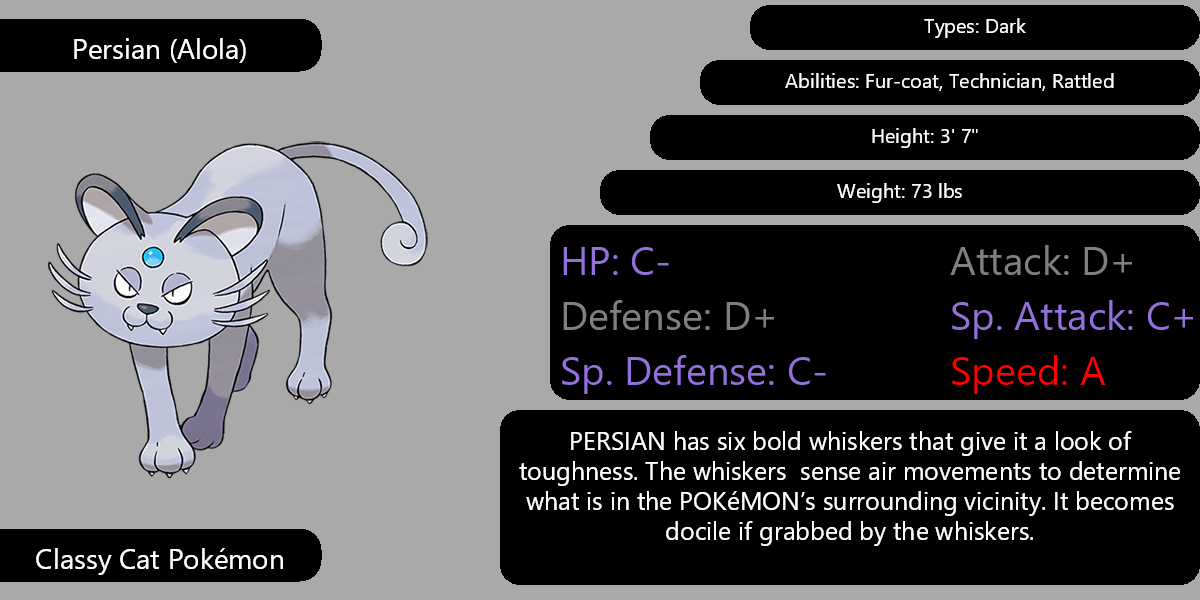 Persian (Alola)
Types: Dark
Abilities: Fur-coat, Technician, Rattled
Height: 3' 7"
Weight: 73 lbs
HP: C-
Attack: D+
Defense: D+
Sp. Attack: C+
Sp. Defense: C-
Speed: A
PERSIAN has six bold whiskers that give it a look of
toughness. The whiskers  sense air movements to determine
what is in the POKéMON’s surrounding vicinity. It becomes
docile if grabbed by the whiskers.
Classy Cat Pokémon